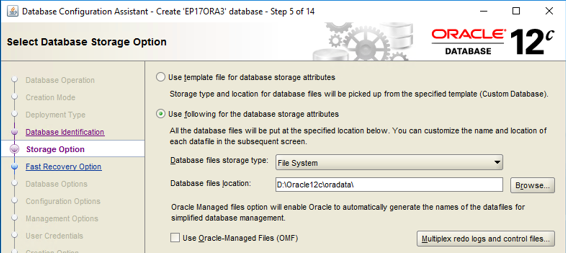 Database Configuration Assistant - Create 'EP17ORA3' database - Step 5 of 14
Select Database Storage Option
ORACLE
DATABASE
12c
Database Operation
Creation Mode
Deployment Type
Database Identification
Storage Option
Fast Recovery Option
Database Options
Configuration Options
Management Options
User Credentials
Creation Option
Use template file for database storage attributes
Storage type and location for database files will be picked up from the specified template (Custom Database).
Use following for the database storage attributes
All the database files will be put at the specified location below. You can customize the name and location of
each datafile in the subsequent screen.
Database files storage type:
File System
Database files location:
D:\Oracle12c\oradata\
Browse...
Oracle Managed files option will enable Oracle to automatically generate the names of the datafiles for
simplified database management.
Use Oracle-Managed Files (OMF)
Multiplex redo logs and control files...